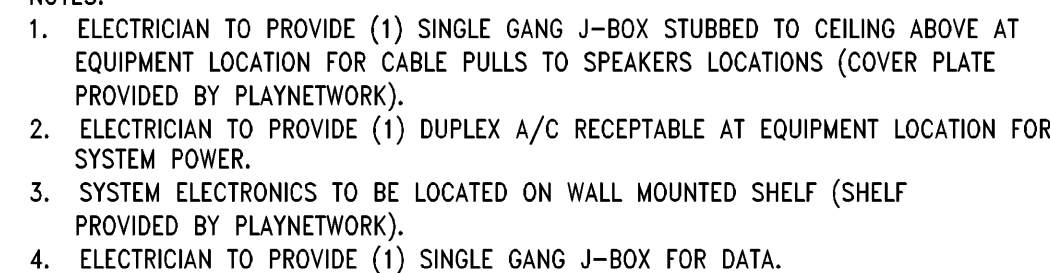 NOTES:
1. ELECTRICIAN TO PROVIDE (1) SINGLE GANG J-BOX STUBBED TO CEILING ABOVE AT
EQUIPMENT LOCATION FOR CABLE PULLS TO SPEAKERS LOCATIONS (COVER PLATE
PROVIDED BY PLAYNETWORK).
2. ELECTRICIAN TO PROVIDE (1) DUPLEX A/C RECEPTABLE AT EQUIPMENT LOCATION FOR
SYSTEM POWER.
3. SYSTEM ELECTRONICS TO BE LOCATED ON WALL MOUNTED SHELF (SHELF
PROVIDED BY PLAYNETWORK).
4. ELECTRICIAN TO PROVIDE (1) SINGLE GANG J-BOX FOR DATA.